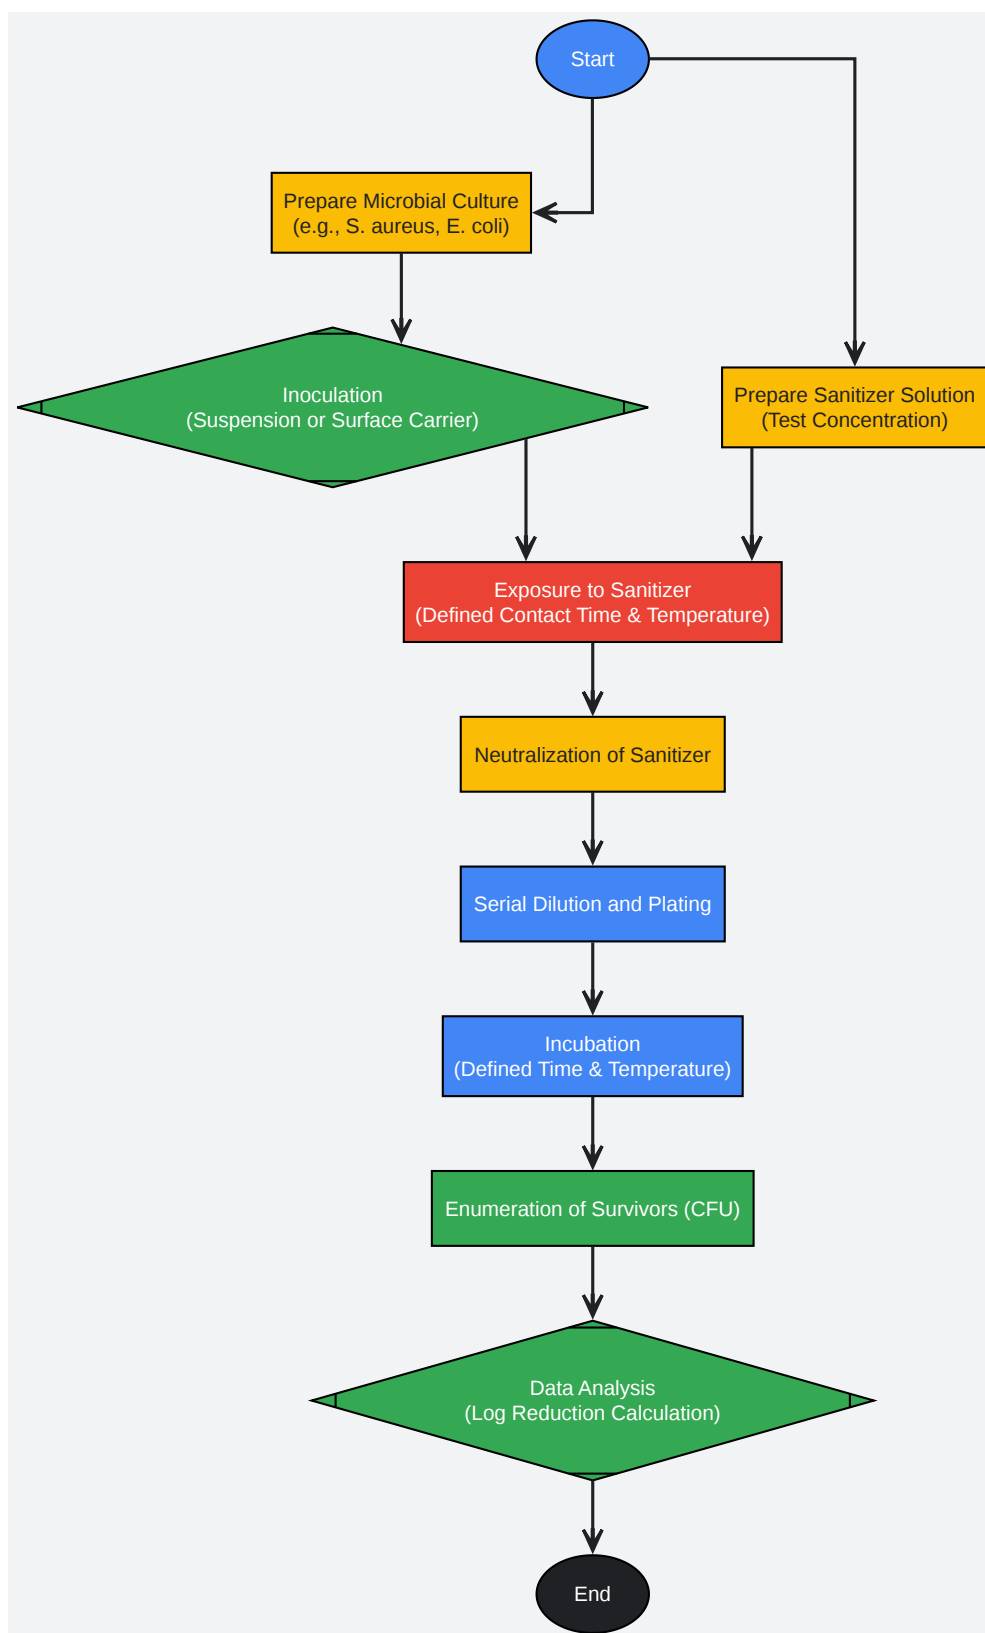 Start
Prepare Microbial Culture
(e.g., S. aureus, E. coli)
Inoculation
(Suspension or Surface Carrier)
Prepare Sanitizer Solution
(Test Concentration)
Exposure to Sanitizer
(Defined Contact Time & Temperature)
Neutralization of Sanitizer
Serial Dilution and Plating
Incubation
(Defined Time & Temperature)
Enumeration of Survivors (CFU)
Data Analysis
(Log Reduction Calculation)
End